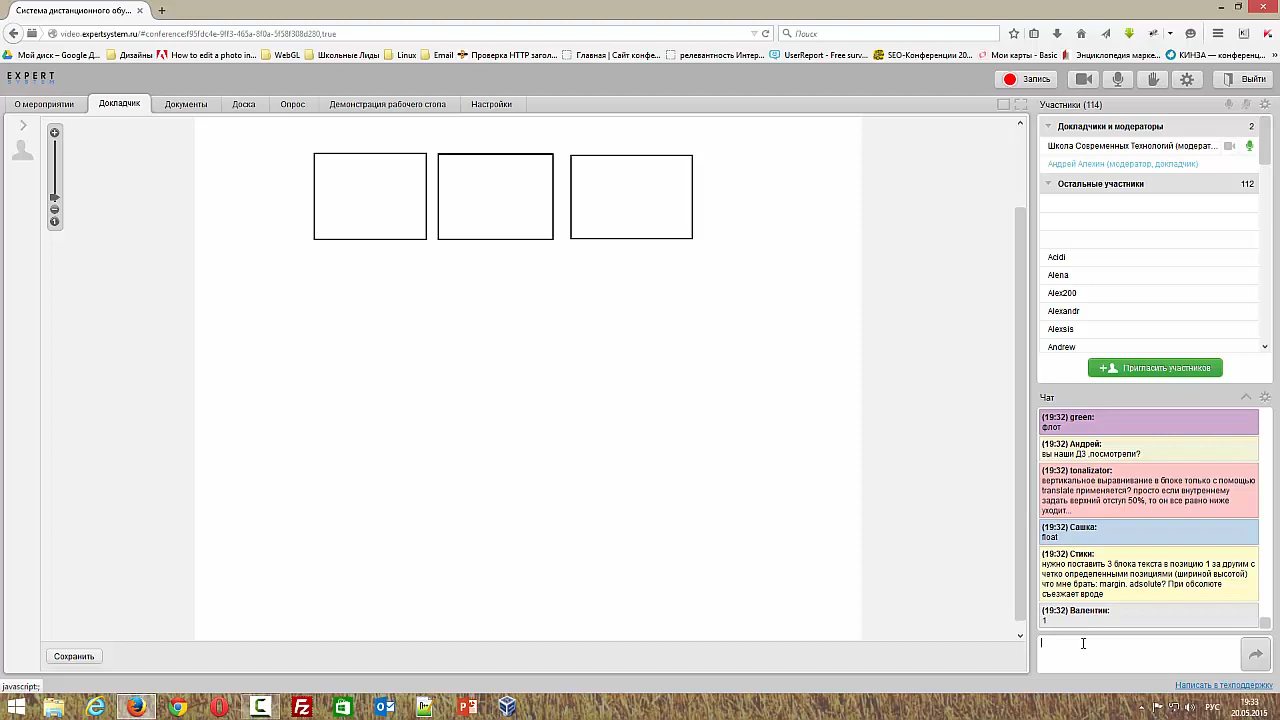 Система дистанционного обу...
video.expertsystem.ru/#conference:f95fdc4e-9ff3-465a-8f0a-5f58f308d280,true
Поиск
Мой диск - Google Д...
Дизайны
How to edit a photo in...
WebGL
Школьные Лиды
Linux
Email
Проверка HTTP загол...
Главная | Сайт конфе...
релевантность Интер...
UserReport - Free surv...
SEO-Конференции 20...
Мои карты - Basic
Энциклопедия марке...
КИНЗА — конференц...
EXPERT
SYSTEM
Запись
Выйти
О мероприятии
Докладчик
Документы
Доска
Опрос
Демонстрация рабочего стола
Настройки
Участники (114)
Докладчики и модераторы 2
Школа Современных Технологий (модерат...
Андрей Алехин (модератор, докладчик)
Остальные участники 112
Acidi
Alena
Alex200
Alexandr
Alexsis
Andrew
Пригласить участников
Чат
(19:32) green:
флот
(19:32) Андрей:
вы наши ДЗ ,посмотрели?
(19:32) tonalizator:
вертикальное выравнивание в блоке только с помощью
translate применяется? просто если внутреннему
задать верхний отступ 50%, то он все равно ниже
уходит...
(19:32) Сашка:
float
(19:32) Стики:
нужно поставить 3 блока текста в позицию 1 за другим с
четко определенными позициями (шириной высотой)
что мне брать: margin. adsolute? При обсолюте
съезжает вроде
(19:32) Валентин:
1
Сохранить
javascript:;
Написать в техподдержку
РУС
19:33
20.05.2015